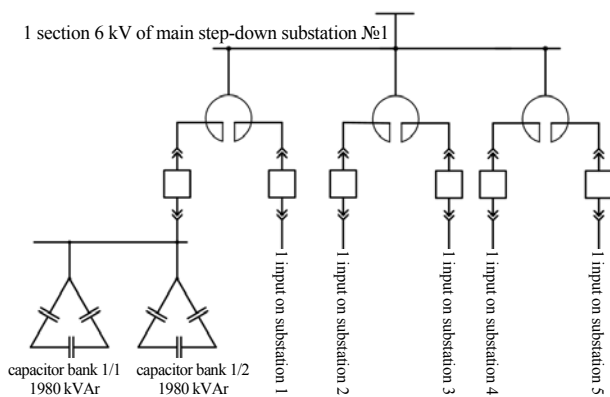 1 section 6 kV of main step-down substation №1
1 input on substation 1
1 input on substation 2
1 input on substation 3
1 input on substation 4
1 input on substation 5
capacitor bank 1/1
1980 kVAr
capacitor bank 1/2
1980 kVAr